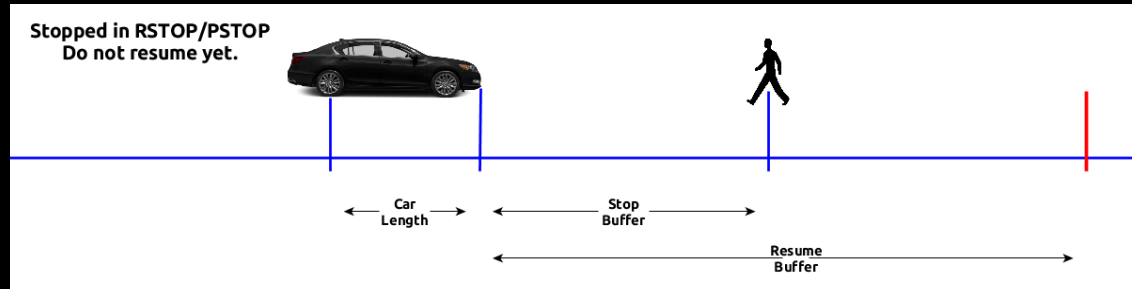 Stopped in RSTOP/PSTOP
Do not resume yet.
Car
Length
Stop
Buffer
Resume
Buffer